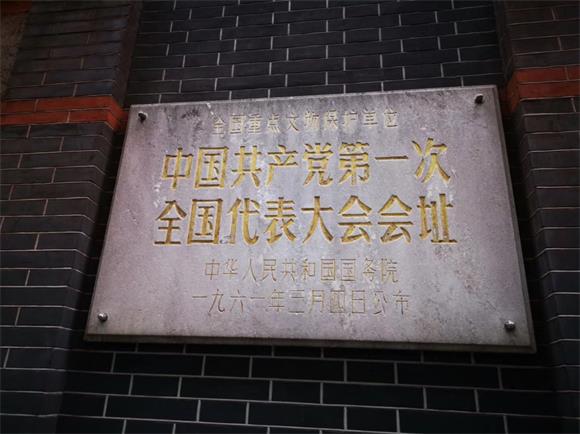 全国重点文物保护单位
中国共产党第一次
全国代表大会会址
中华人民共和国国务院
一九六一年三月四日公布